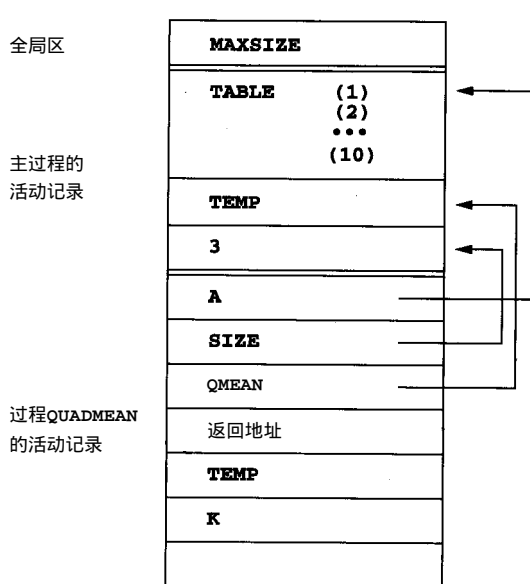 全局区
MAXSIZE
TABLE (1)
(2)
•••
(10)
主过程的
活动记录
TEMP
3
A
SIZE
QMEAN
过程QUADMEAN
的活动记录
返回地址
TEMP
K